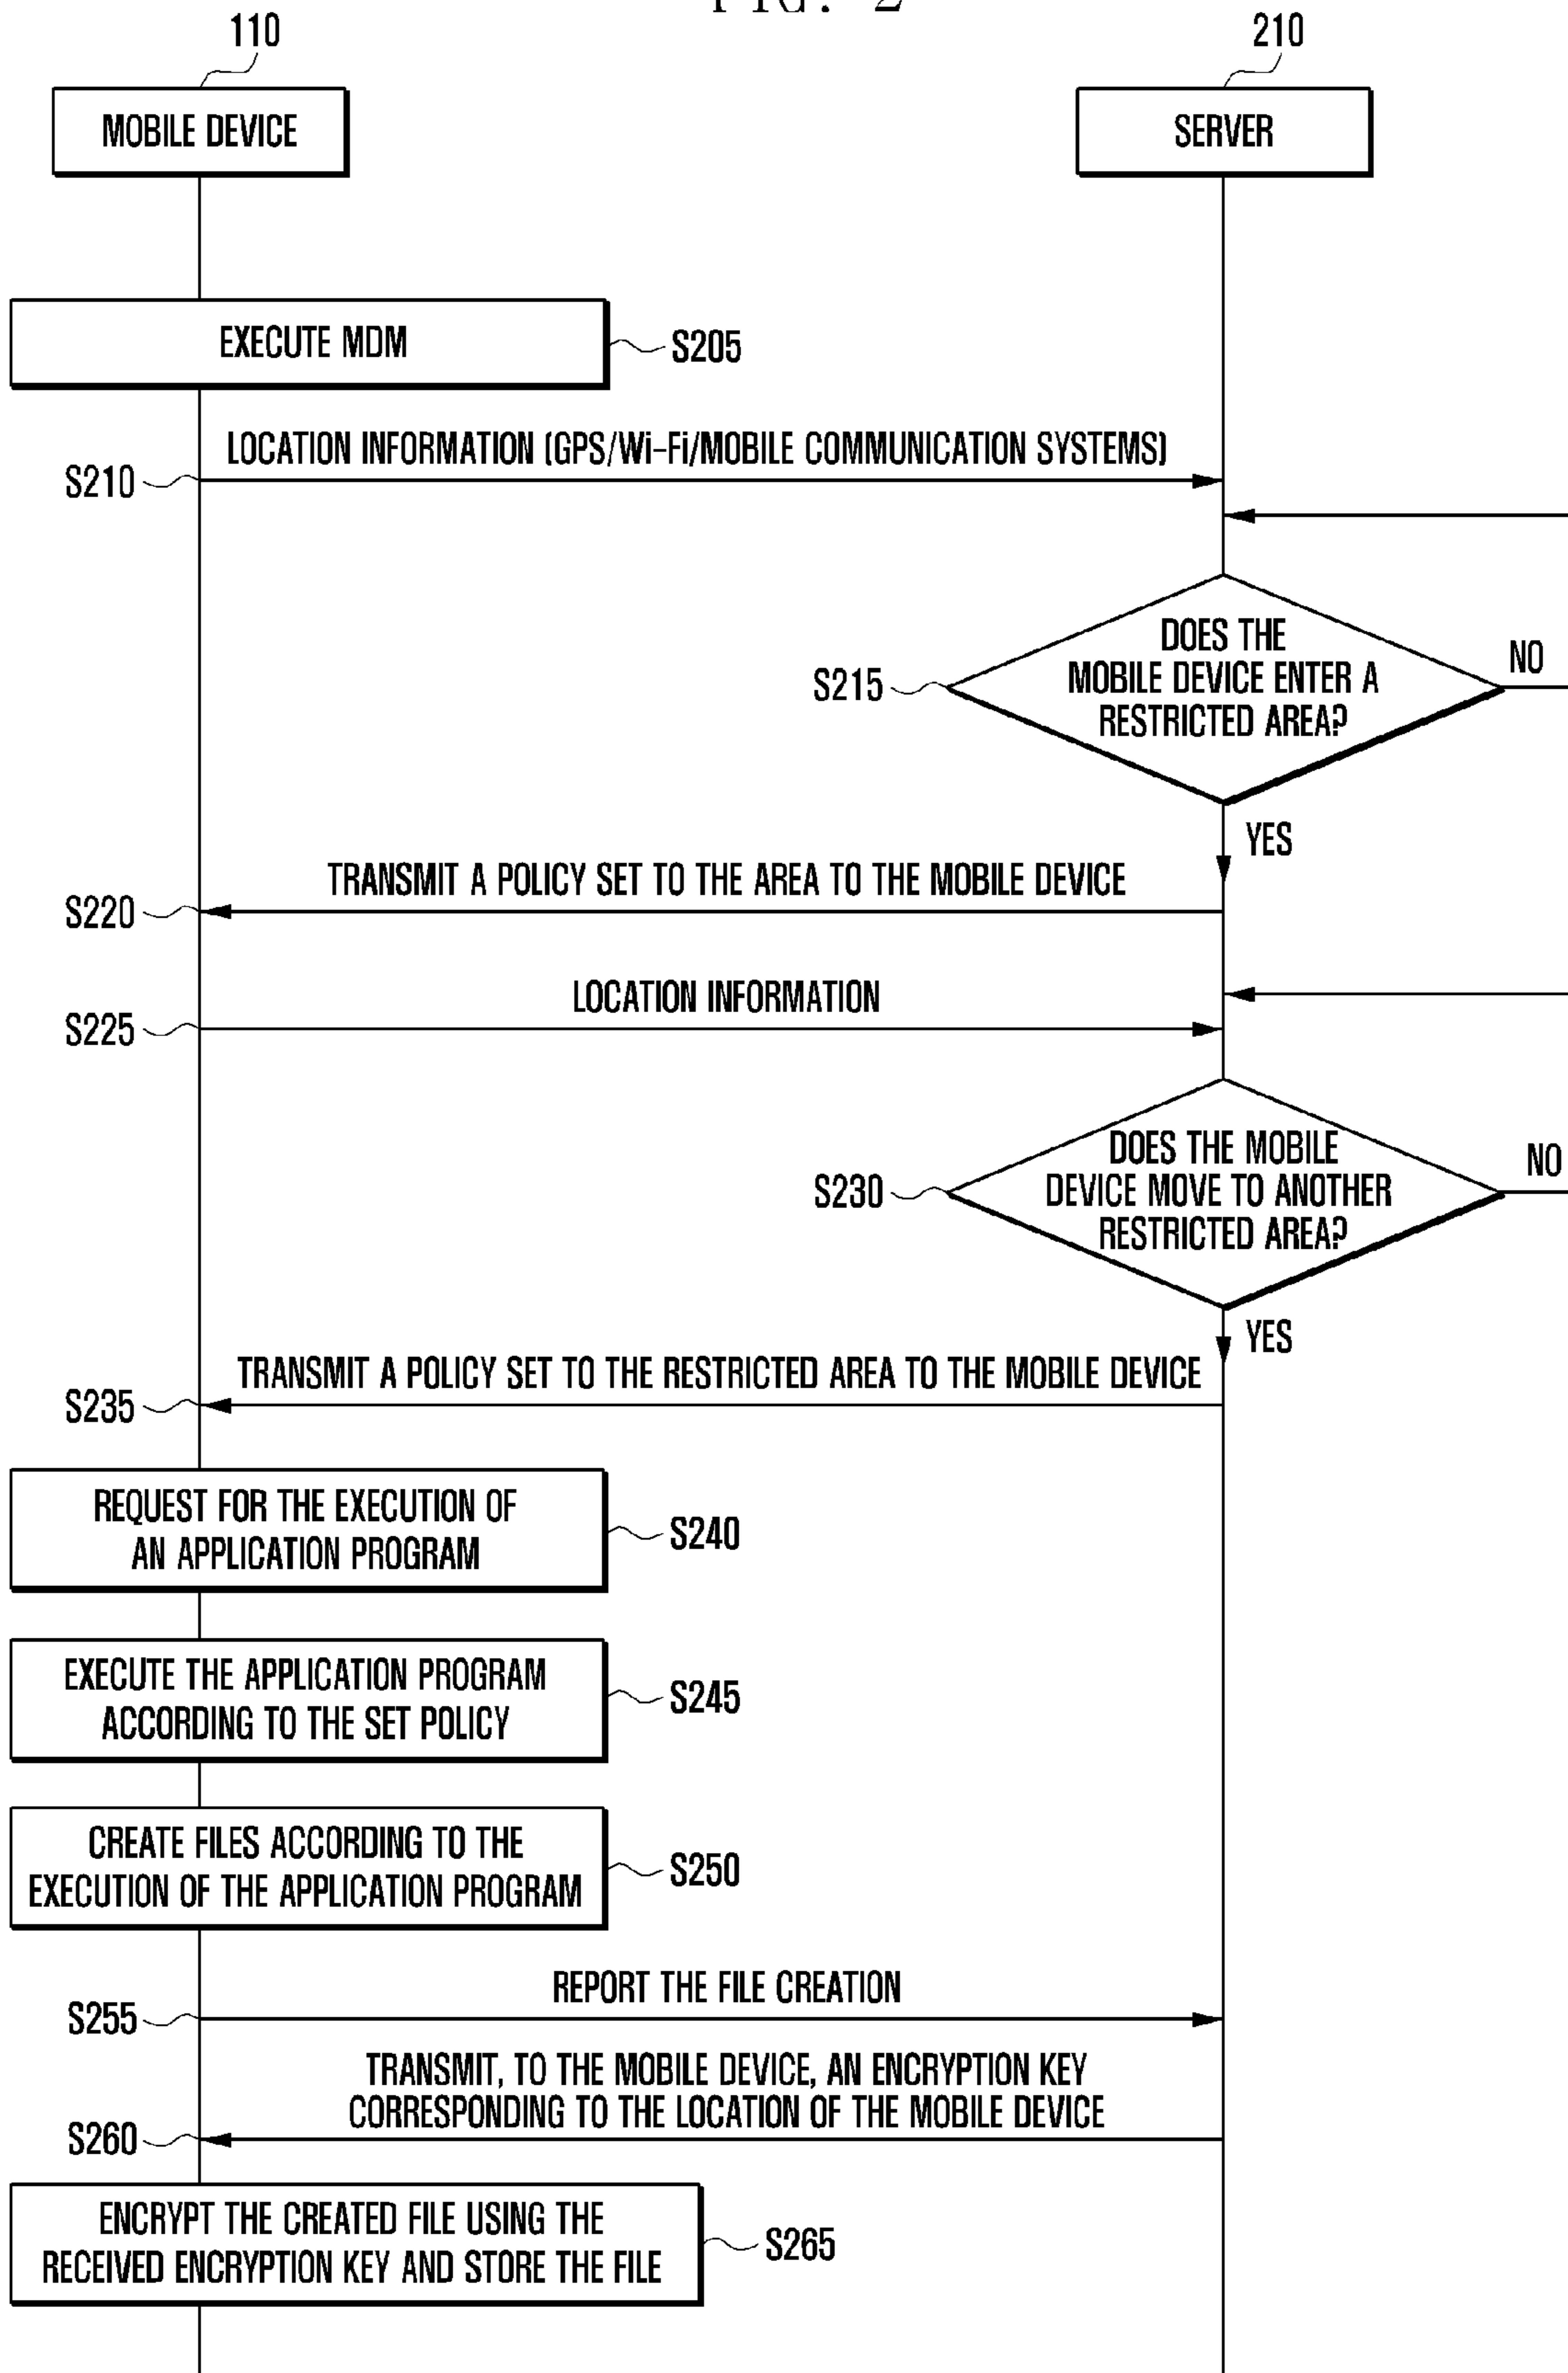 FIG. 2
110
210
MOBILE DEVICE
SERVER
EXECUTE MDM
S205
LOCATION INFORMATION (GPS/Wi-Fi/MOBILE COMMUNICATION SYSTEMS)
S210
DOES THE
MOBILE DEVICE ENTER A
RESTRICTED AREA?
S215
NO
YES
TRANSMIT A POLICY SET TO THE AREA TO THE MOBILE DEVICE
S220
LOCATION INFORMATION
S225
DOES THE MOBILE
DEVICE MOVE TO ANOTHER
RESTRICTED AREA?
S230
NO
YES
TRANSMIT A POLICY SET TO THE RESTRICTED AREA TO THE MOBILE DEVICE
S235
REQUEST FOR THE EXECUTION OF
AN APPLICATION PROGRAM
S240
EXECUTE THE APPLICATION PROGRAM
ACCORDING TO THE SET POLICY
S245
CREATE FILES ACCORDING TO THE
EXECUTION OF THE APPLICATION PROGRAM
S250
REPORT THE FILE CREATION
S255
TRANSMIT, TO THE MOBILE DEVICE, AN ENCRYPTION KEY
CORRESPONDING TO THE LOCATION OF THE MOBILE DEVICE
S260
ENCRYPT THE CREATED FILE USING THE
RECEIVED ENCRYPTION KEY AND STORE THE FILE
S265